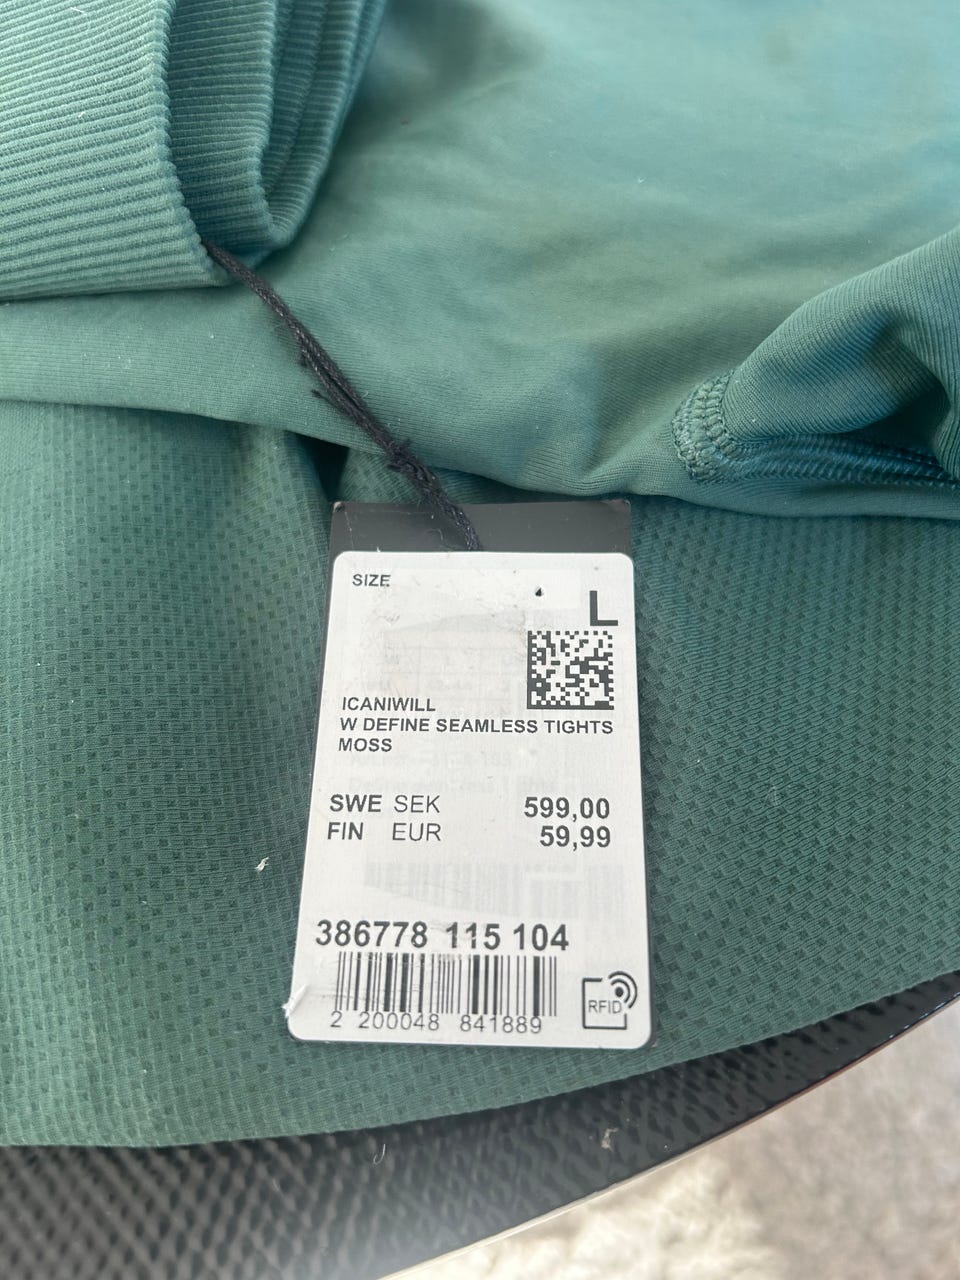 SIZE
L
ICANIWILL
W DEFINE SEAMLESS TIGHTS
MOSS
SWE SEK 599,00
FIN EUR 59,99
386778 115 104
2 200048 841889
RFID